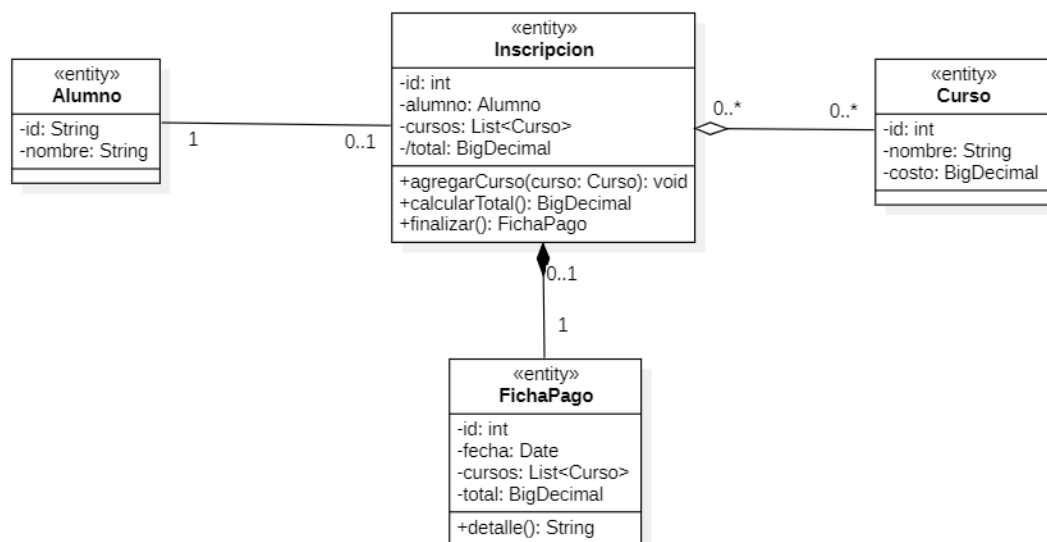 «entity»
Alumno
-id: String
-nombre: String
1
0..1
«entity»
Inscripcion
-id: int
-alumno: Alumno
-cursos: List<Curso>
-/total: BigDecimal
+agregarCurso(curso: Curso): void
+calcularTotal(): BigDecimal
+finalizar(): FichaPago
0..*
0..*
«entity»
Curso
-id: int
-nombre: String
-costo: BigDecimal
0..1
1
«entity»
FichaPago
-id: int
-fecha: Date
-cursos: List<Curso>
-total: BigDecimal
+detalle(): String